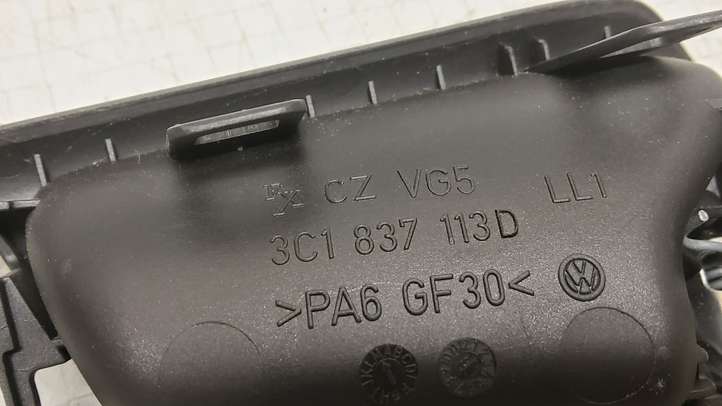 CZ VG5 LL1
3C1 837 113D
>PA6 GF30<